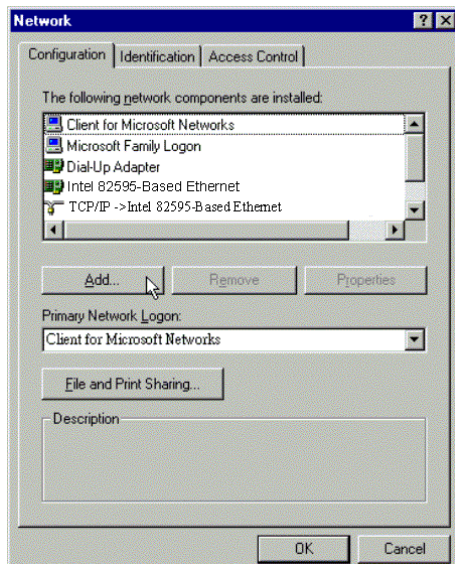 Network
Configuration Identification Access Control
The following network components are installed:
Client for Microsoft Networks
Microsoft Family Logon
Dial-Up Adapter
Intel 82595-Based Ethernet
TCP/IP ->Intel 82595-Based Ethernet
Add... Remove Properties
Primary Network Logon:
Client for Microsoft Networks
File and Print Sharing...
Description
OK Cancel